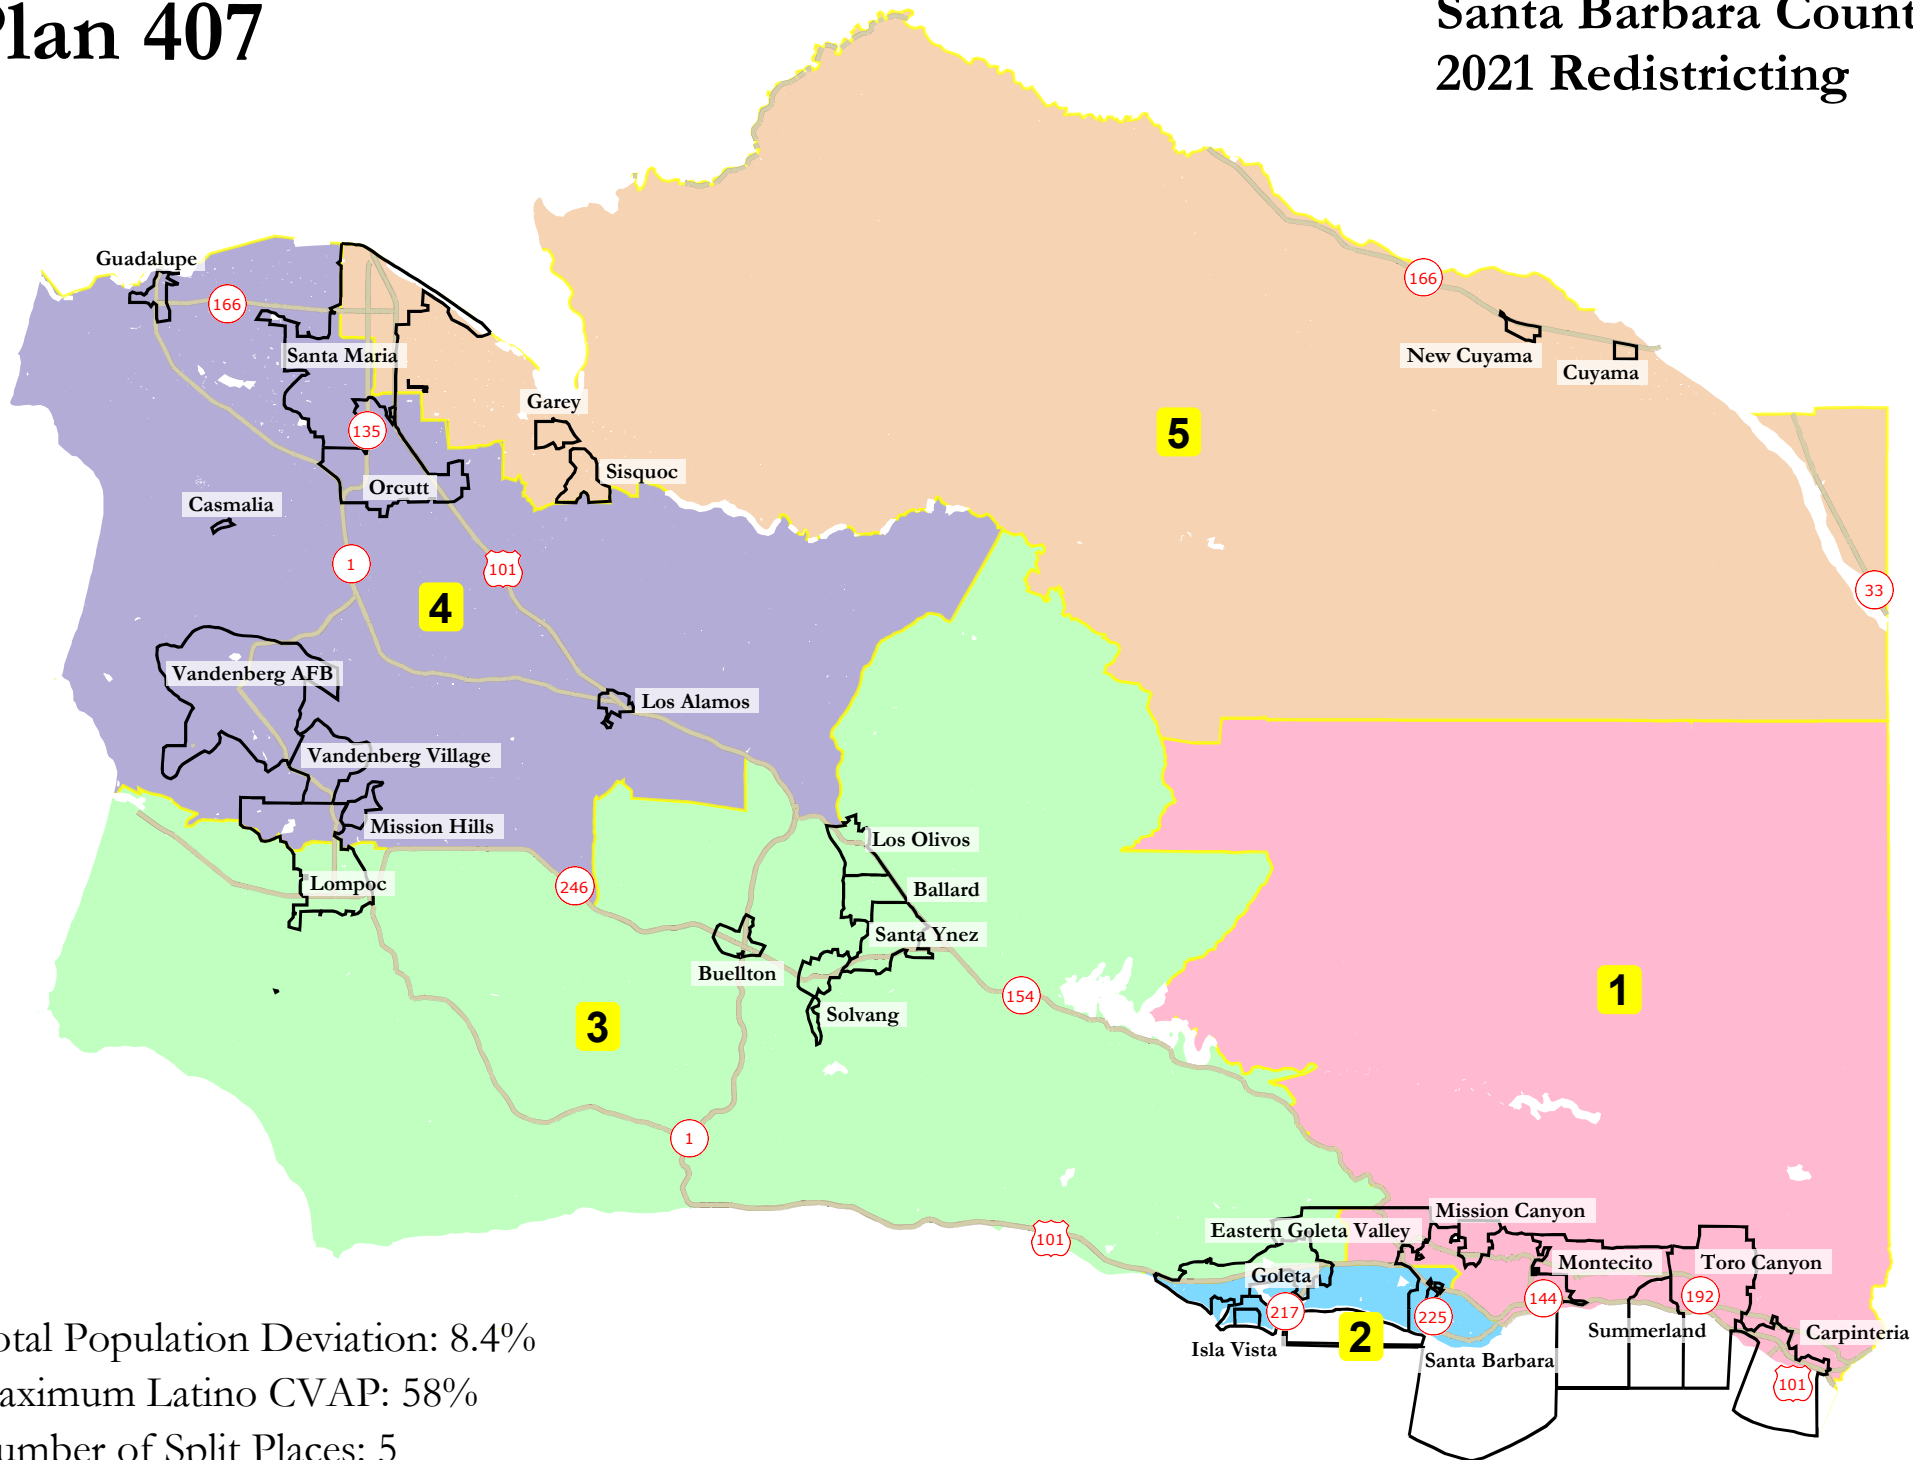 Plan 407
Santa Barbara Count
2021 Redistricting
Guadalupe
166
Santa Maria
135
Orcutt
Casmalia
1
101
4
Garey
Sisquoc
5
166
New Cuyama
Cuyama
33
Vandenberg AFB
Los Alamos
Vandenberg Village
Mission Hills
Lompoc
246
Los Olivos
Ballard
Santa Ynez
Buellton
Solvang
154
3
1
1
101
Eastern Goleta Valley
Mission Canyon
Goleta
Montecito
Toro Canyon
217
225
144
192
2
Isla Vista
Santa Barbara
Summerland
Carpinteria
101
otal Population Deviation: 8.4%
aximum Latino CVAP: 58%
umber of Split Places: 5